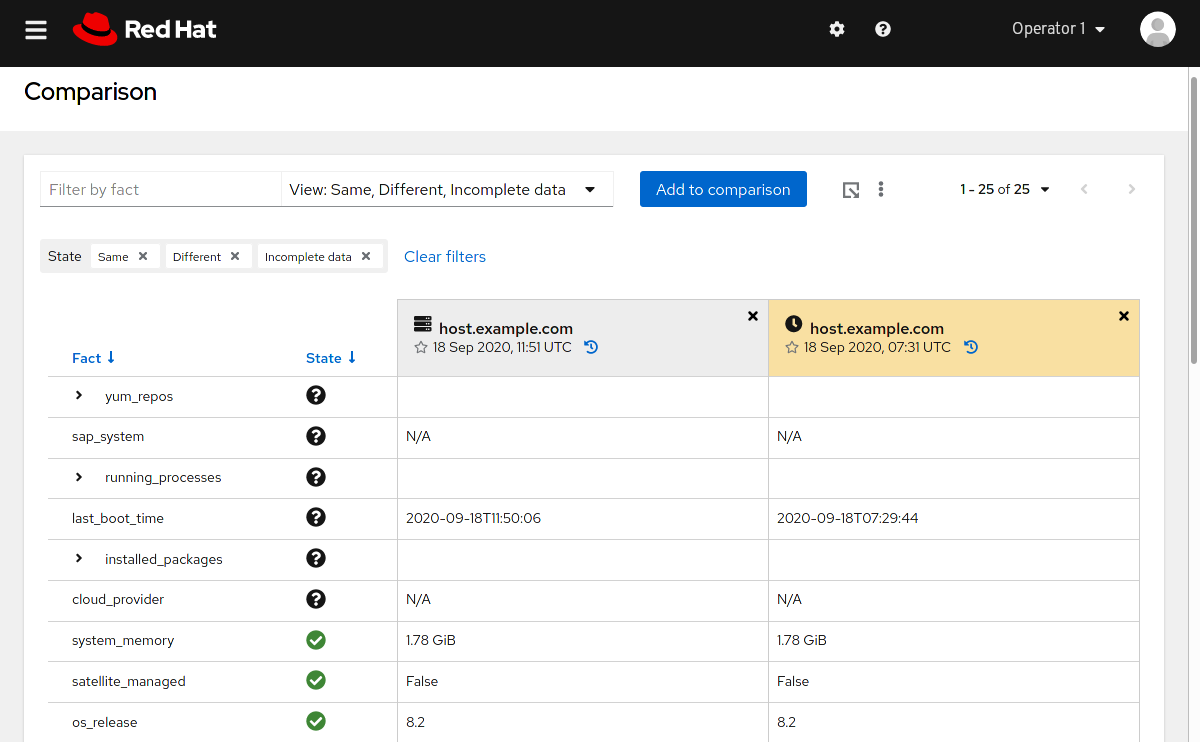 Red Hat
Operator 1
Comparison
Filter by fact
View: Same, Different, Incomplete data
Add to comparison
1 - 25 of 25
State
Same
Different
Incomplete data
Clear filters
Fact
State
host.example.com
18 Sep 2020, 11:51 UTC
host.example.com
18 Sep 2020, 07:31 UTC
yum_repos
sap_system N/A N/A
running_processes
last_boot_time 2020-09-18T11:50:06 2020-09-18T07:29:44
installed_packages
cloud_provider N/A N/A
system_memory 1.78 GiB 1.78 GiB
satellite_managed False False
os_release 8.2 8.2